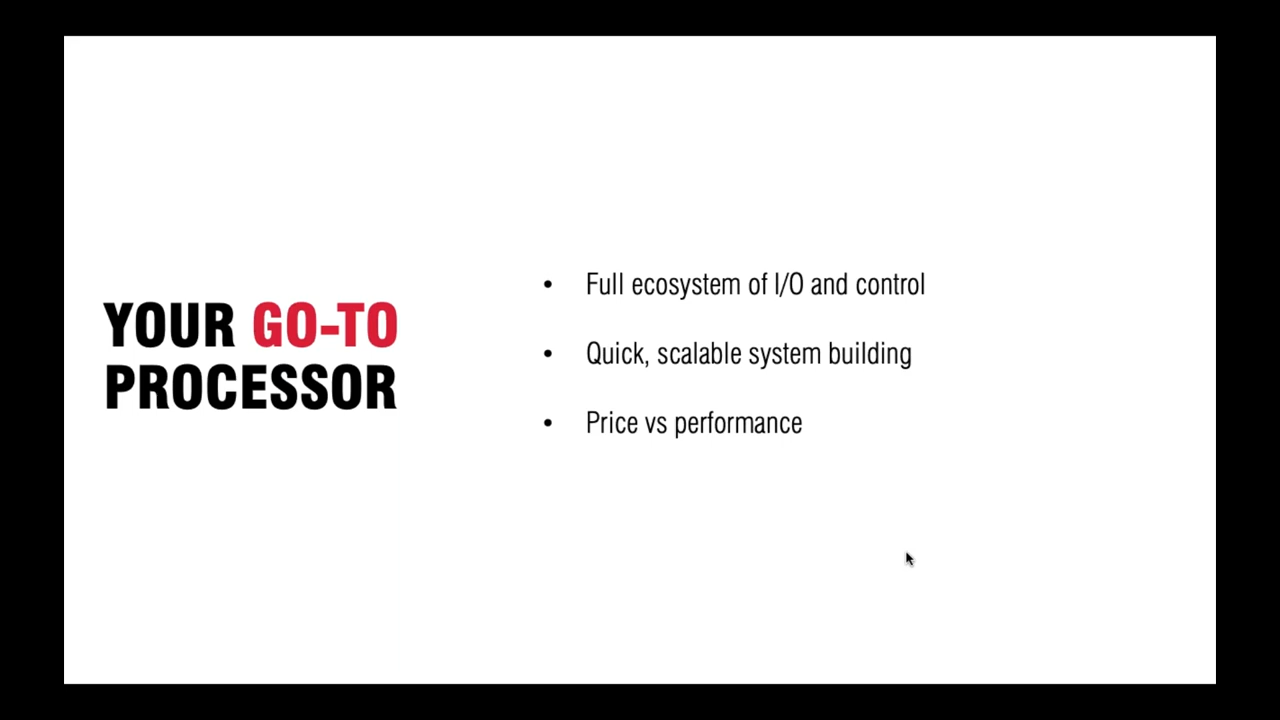 YOUR GO-TO
PROCESSOR
• Full ecosystem of I/O and control
• Quick, scalable system building
• Price vs performance